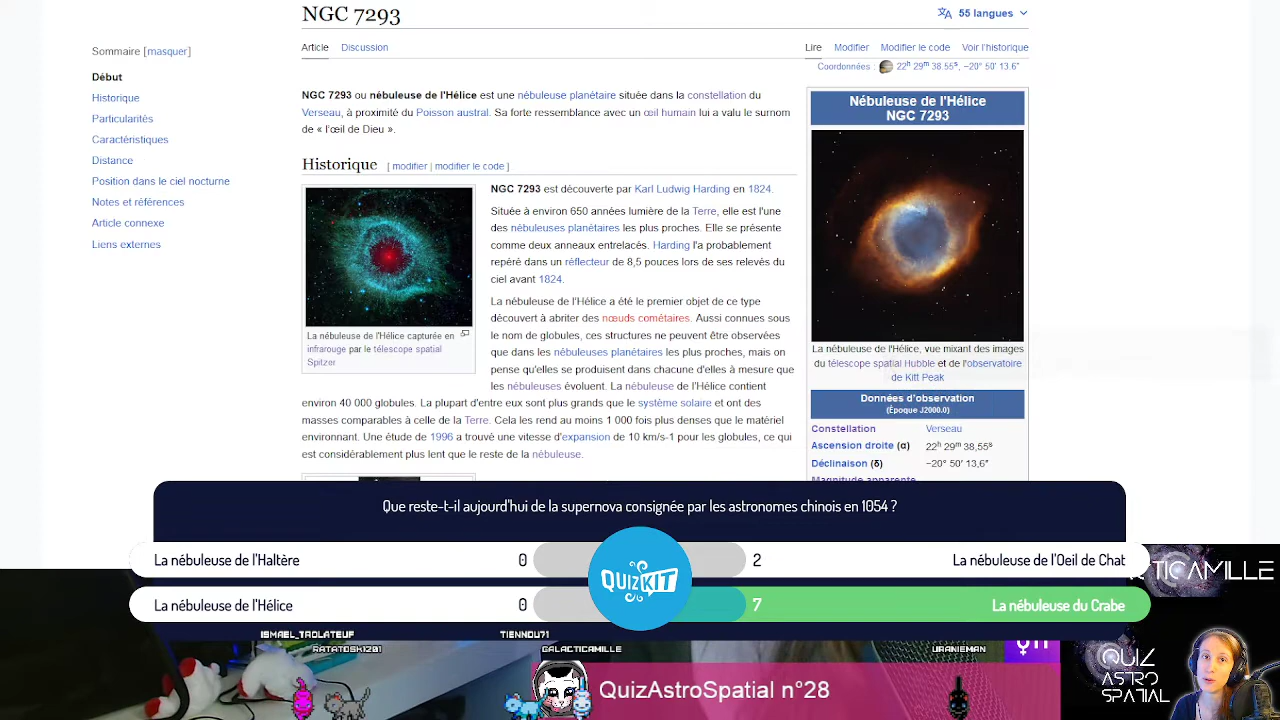 NGC 7293
55 langues
Sommaire [masquer]
Début
Historique
Particularités
Caractéristiques
Distance
Position dans le ciel nocturne
Notes et références
Article connexe
Liens externes
Article Discussion
Lire Modifier Modifier le code Voir l'historique
Coordonnées : 22h 29m 38.55s, −20° 50′ 13.6″
NGC 7293 ou nébuleuse de l'Hélice est une nébuleuse planétaire située dans la constellation du
Verseau, à proximité du Poisson austral. Sa forte ressemblance avec un œil humain lui a valu le surnom
de « l'œil de Dieu ».
Historique [ modifier | modifier le code ]
La nébuleuse de l'Hélice capturée en
infrarouge par le télescope spatial
Spitzer
NGC 7293 est découverte par Karl Ludwig Harding en 1824.
Située à environ 650 années lumière de la Terre, elle est l'une
des nébuleuses planétaires les plus proches. Elle se présente
comme deux anneaux entrelacés. Harding l'a probablement
repéré dans un réflecteur de 8,5 pouces lors de ses relevés du
ciel avant 1824.
La nébuleuse de l'Hélice a été le premier objet de ce type
découvert à abriter des nœuds cométaires. Aussi connues sous
le nom de globules, ces structures ne peuvent être observées
que dans les nébuleuses planétaires les plus proches, mais on
pense qu'elles se produisent dans chacune d'elles à mesure que
les nébuleuses évoluent. La nébuleuse de l'Hélice contient
environ 40 000 globules. La plupart d'entre eux sont plus grands que le système solaire et ont des
masses comparables à celle de la Terre. Cela les rend au moins 1 000 fois plus denses que le matériel
environnant. Une étude de 1996 a trouvé une vitesse d'expansion de 10 km/s-1 pour les globules, ce qui
est considérablement plus lent que le reste de la nébuleuse.
Nébuleuse de l'Hélice
NGC 7293
La nébuleuse de l'Hélice, vue mixant des images
du télescope spatial Hubble et de l'observatoire
de Kitt Peak
Données d'observation
(Époque J2000.0)
Constellation Verseau
Ascension droite (α) 22h 29m 38,55s
Déclinaison (δ) −20° 50′ 13,6″
Magnitude apparente
Que reste-t-il aujourd'hui de la supernova consignée par les astronomes chinois en 1054 ?
La nébuleuse de l'Haltère 0
2 La nébuleuse de l'Oeil de Chat
La nébuleuse de l'Hélice 0
7 La nébuleuse du Crabe
QUIZKIT
TICAMILLE
ISMAEL_TROLATEUF
TIENNOU71
RATATOSK1201
GALACTICAMILLE
URANIEMAN
QuizAstroSpatial n°28
QUIZ
ASTRO
SPATIAL